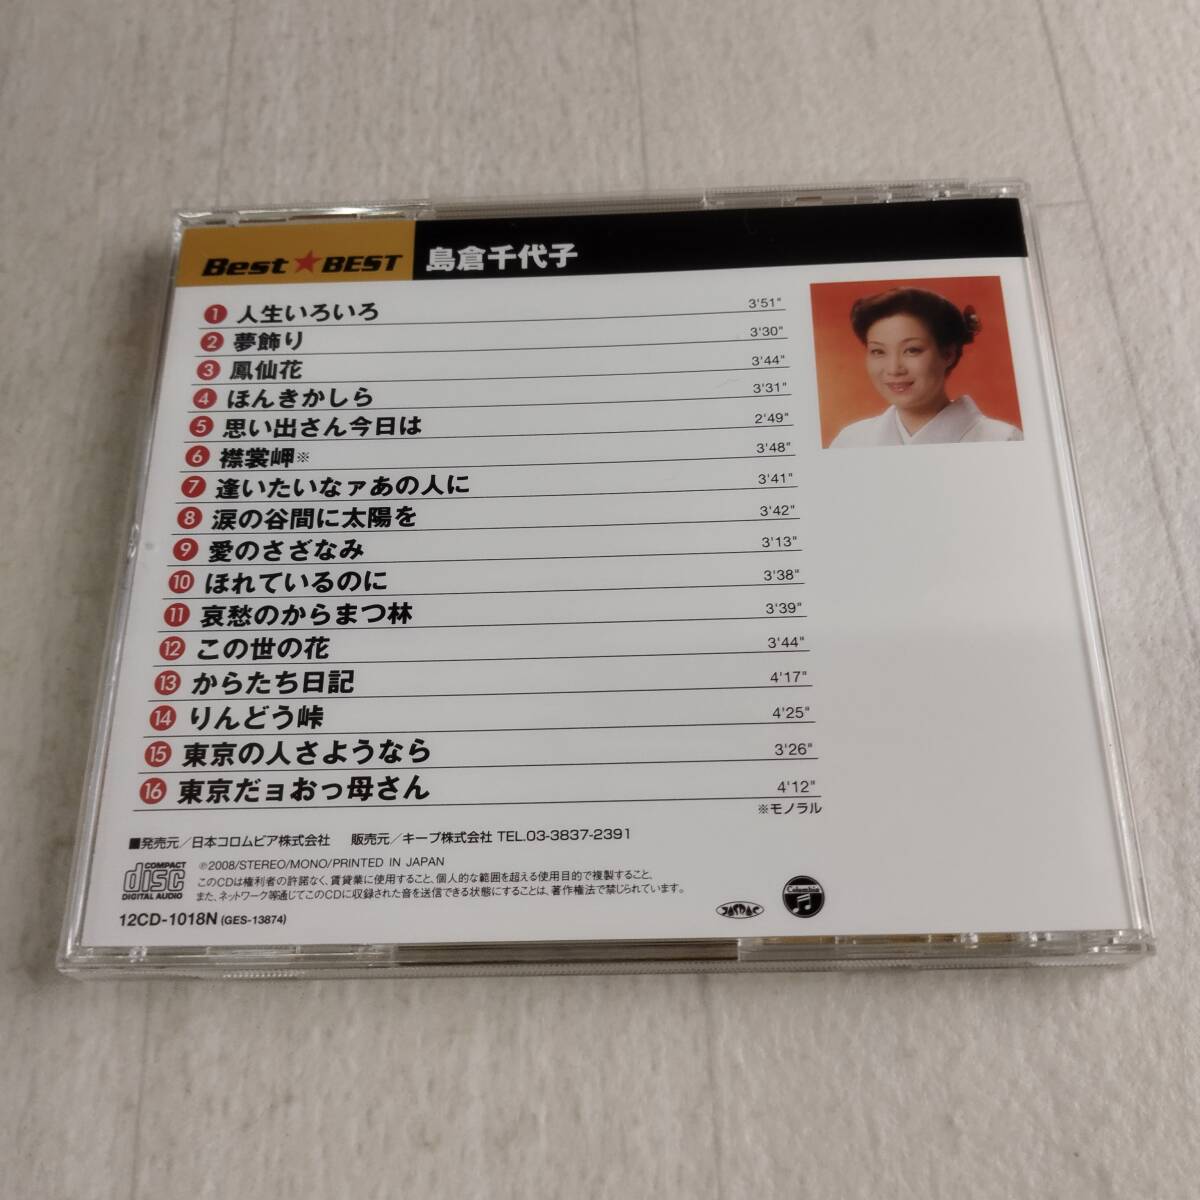 Best★BEST 島倉千代子
1 人生いろいろ 3'51"
2 夢飾り 3'30"
3 鳳仙花 3'44"
4 ほんきかしら 3'31"
5 思い出さん今日は 2'49"
6 襟裳岬※ 3'48"
7 逢いたいなァあの人に 3'41"
8 涙の谷間に太陽を 3'42"
9 愛のさざなみ 3'13"
10 ほれているのに 3'38"
11 哀愁のからまつ林 3'39"
12 この世の花 3'44"
13 からたち日記 4'17"
14 りんどう峠 4'25"
15 東京の人さようなら 3'26"
16 東京だョおっ母さん 4'12"
※モノラル
■発売元／日本コロムビア株式会社 販売元／キープ株式会社 TEL.03-3837-2391
COMPACT
disc
DIGITAL AUDIO
℗2008/STEREO/MONO/PRINTED IN JAPAN
このCDは権利者の許諾なく、賃貸業に使用すること、個人的な範囲を超える使用目的で複製すること、
また、ネットワーク等通じてこのCDに収録された音を送信できる状態にすることは、著作権法で禁じられています。
12CD-1018N (GES-13874)
JASRAC
Columbia